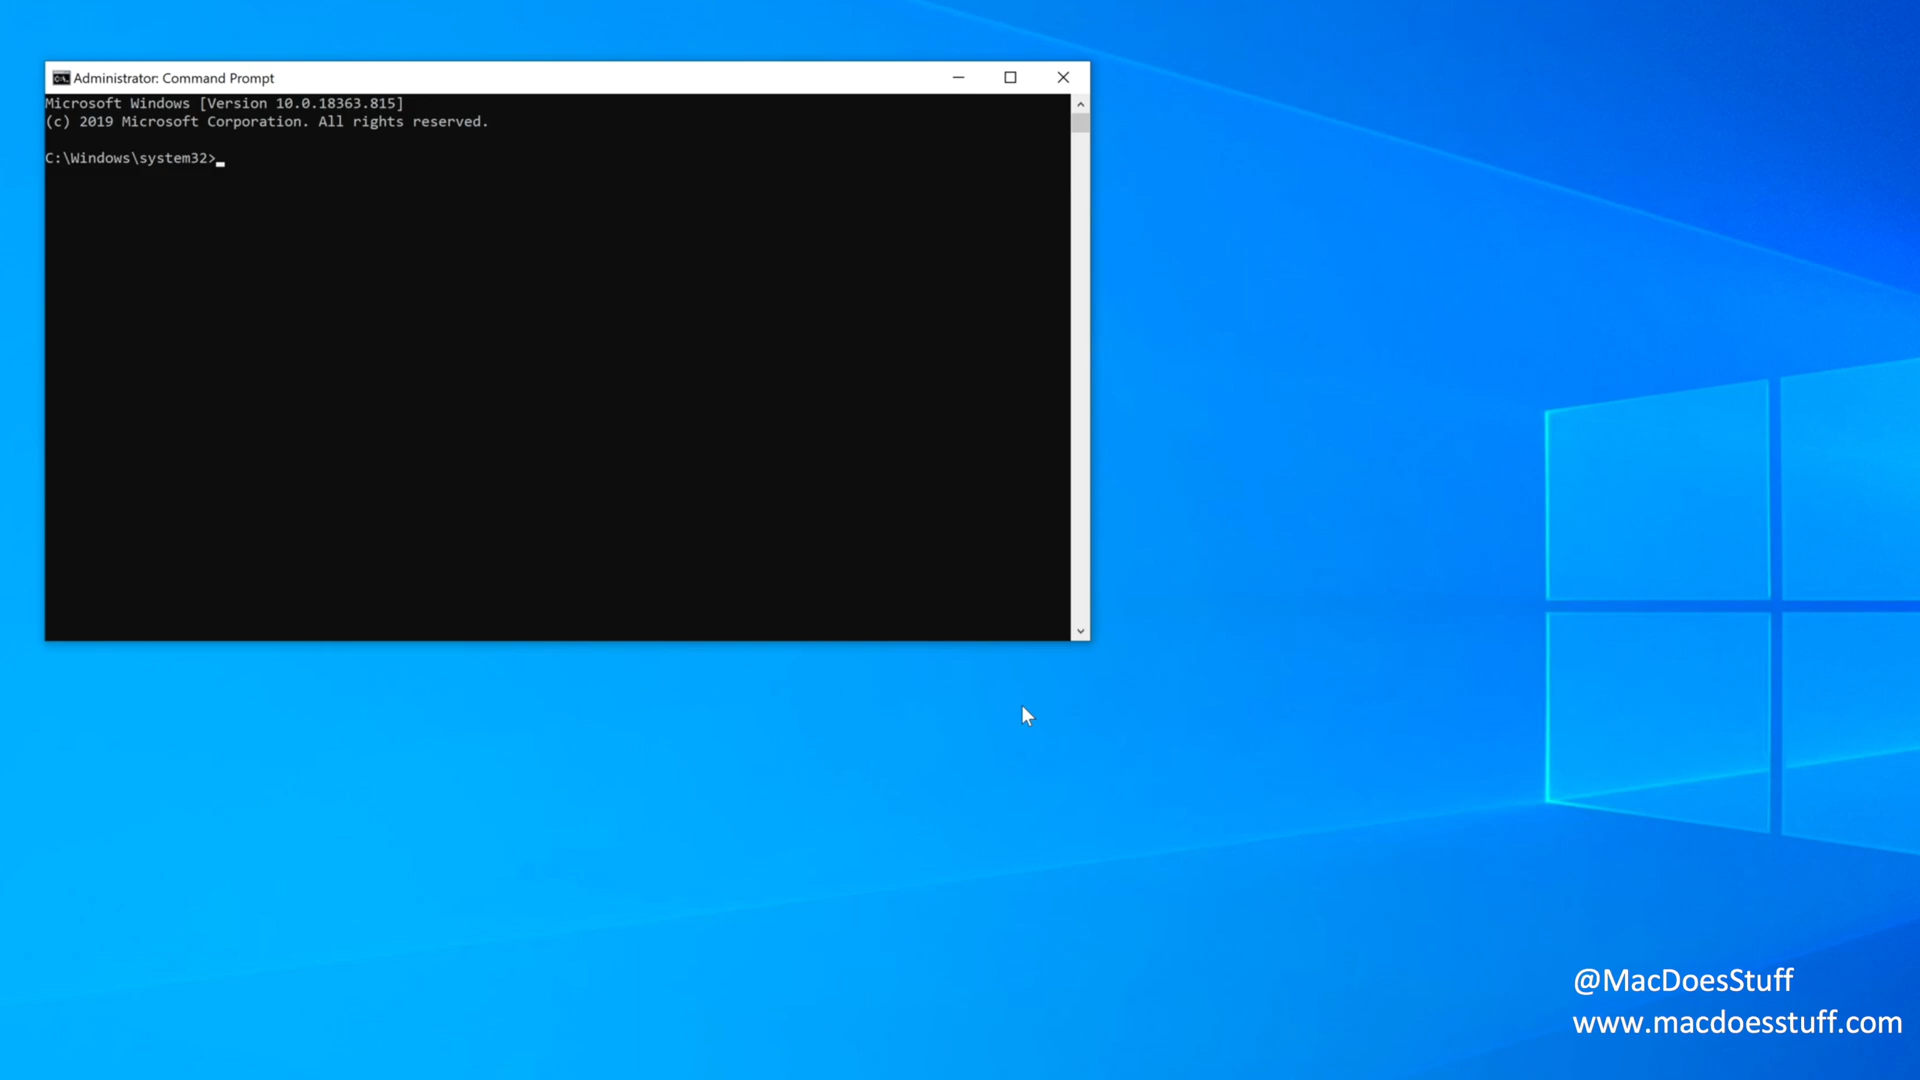 Administrator: Command Prompt
Microsoft Windows [Version 10.0.18363.815]
(c) 2019 Microsoft Corporation. All rights reserved.
C:\Windows\system32>
@MacDoesStuff
www.macdoesstuff.com